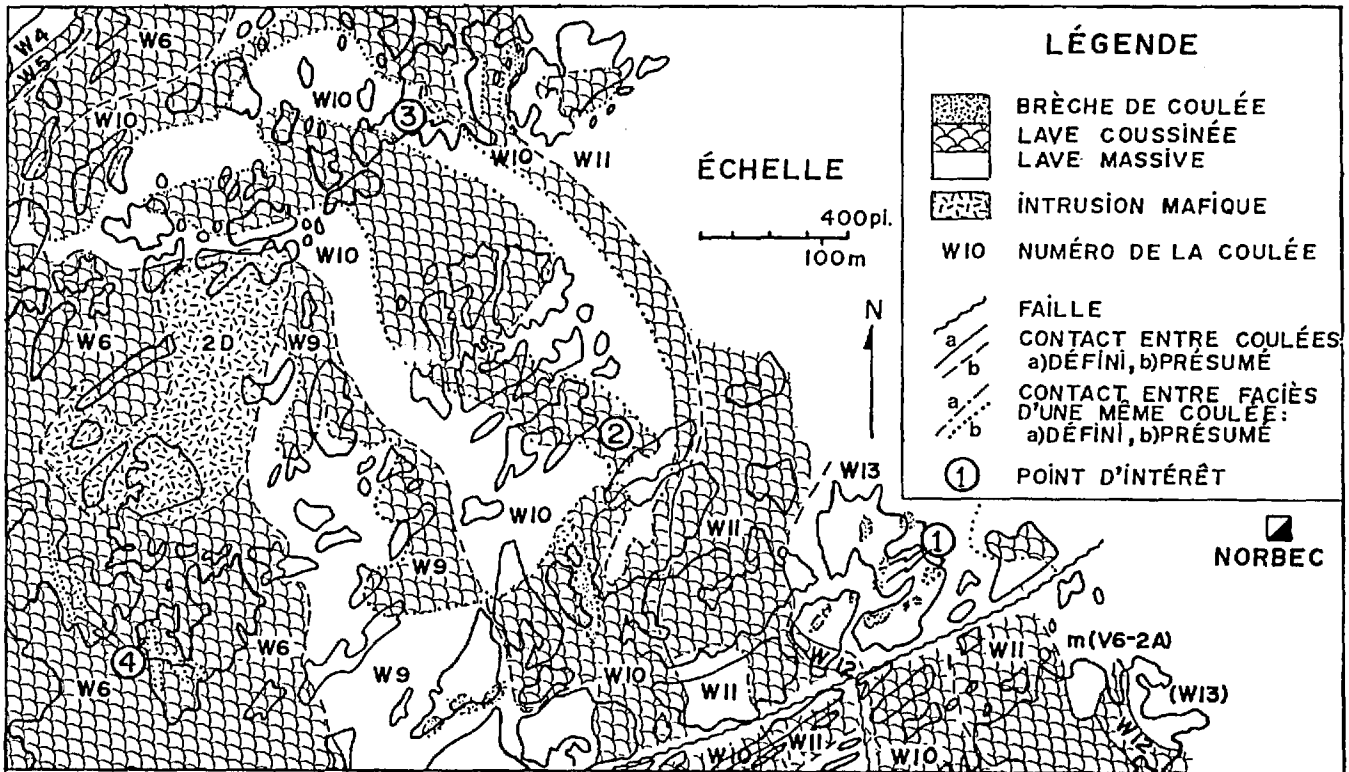 LÉGENDE
BRÈCHE DE COULÉE
LAVE COUSSINÉE
LAVE MASSIVE
INTRUSION MAFIQUE
W10 NUMÉRO DE LA COULÉE
FAILLE
a
b
CONTACT ENTRE COULÉES
a)DÉFINI, b)PRÉSUMÉ
a
b
CONTACT ENTRE FACIÈS
D'UNE MÊME COULÉE:
a)DÉFINI, b)PRÉSUMÉ
1 POINT D'INTÉRÊT
ÉCHELLE
400pi.
100m
N
NORBEC
W4
W5
W6
W10
W10
3
W10
W11
W10
W6
2D
W9
2
W13
W10
W11
1
W9
4
W6
W6
W9
W10
W11
W12
W11
m(V6-2A)
(W13)
W12
W10
W11
W10